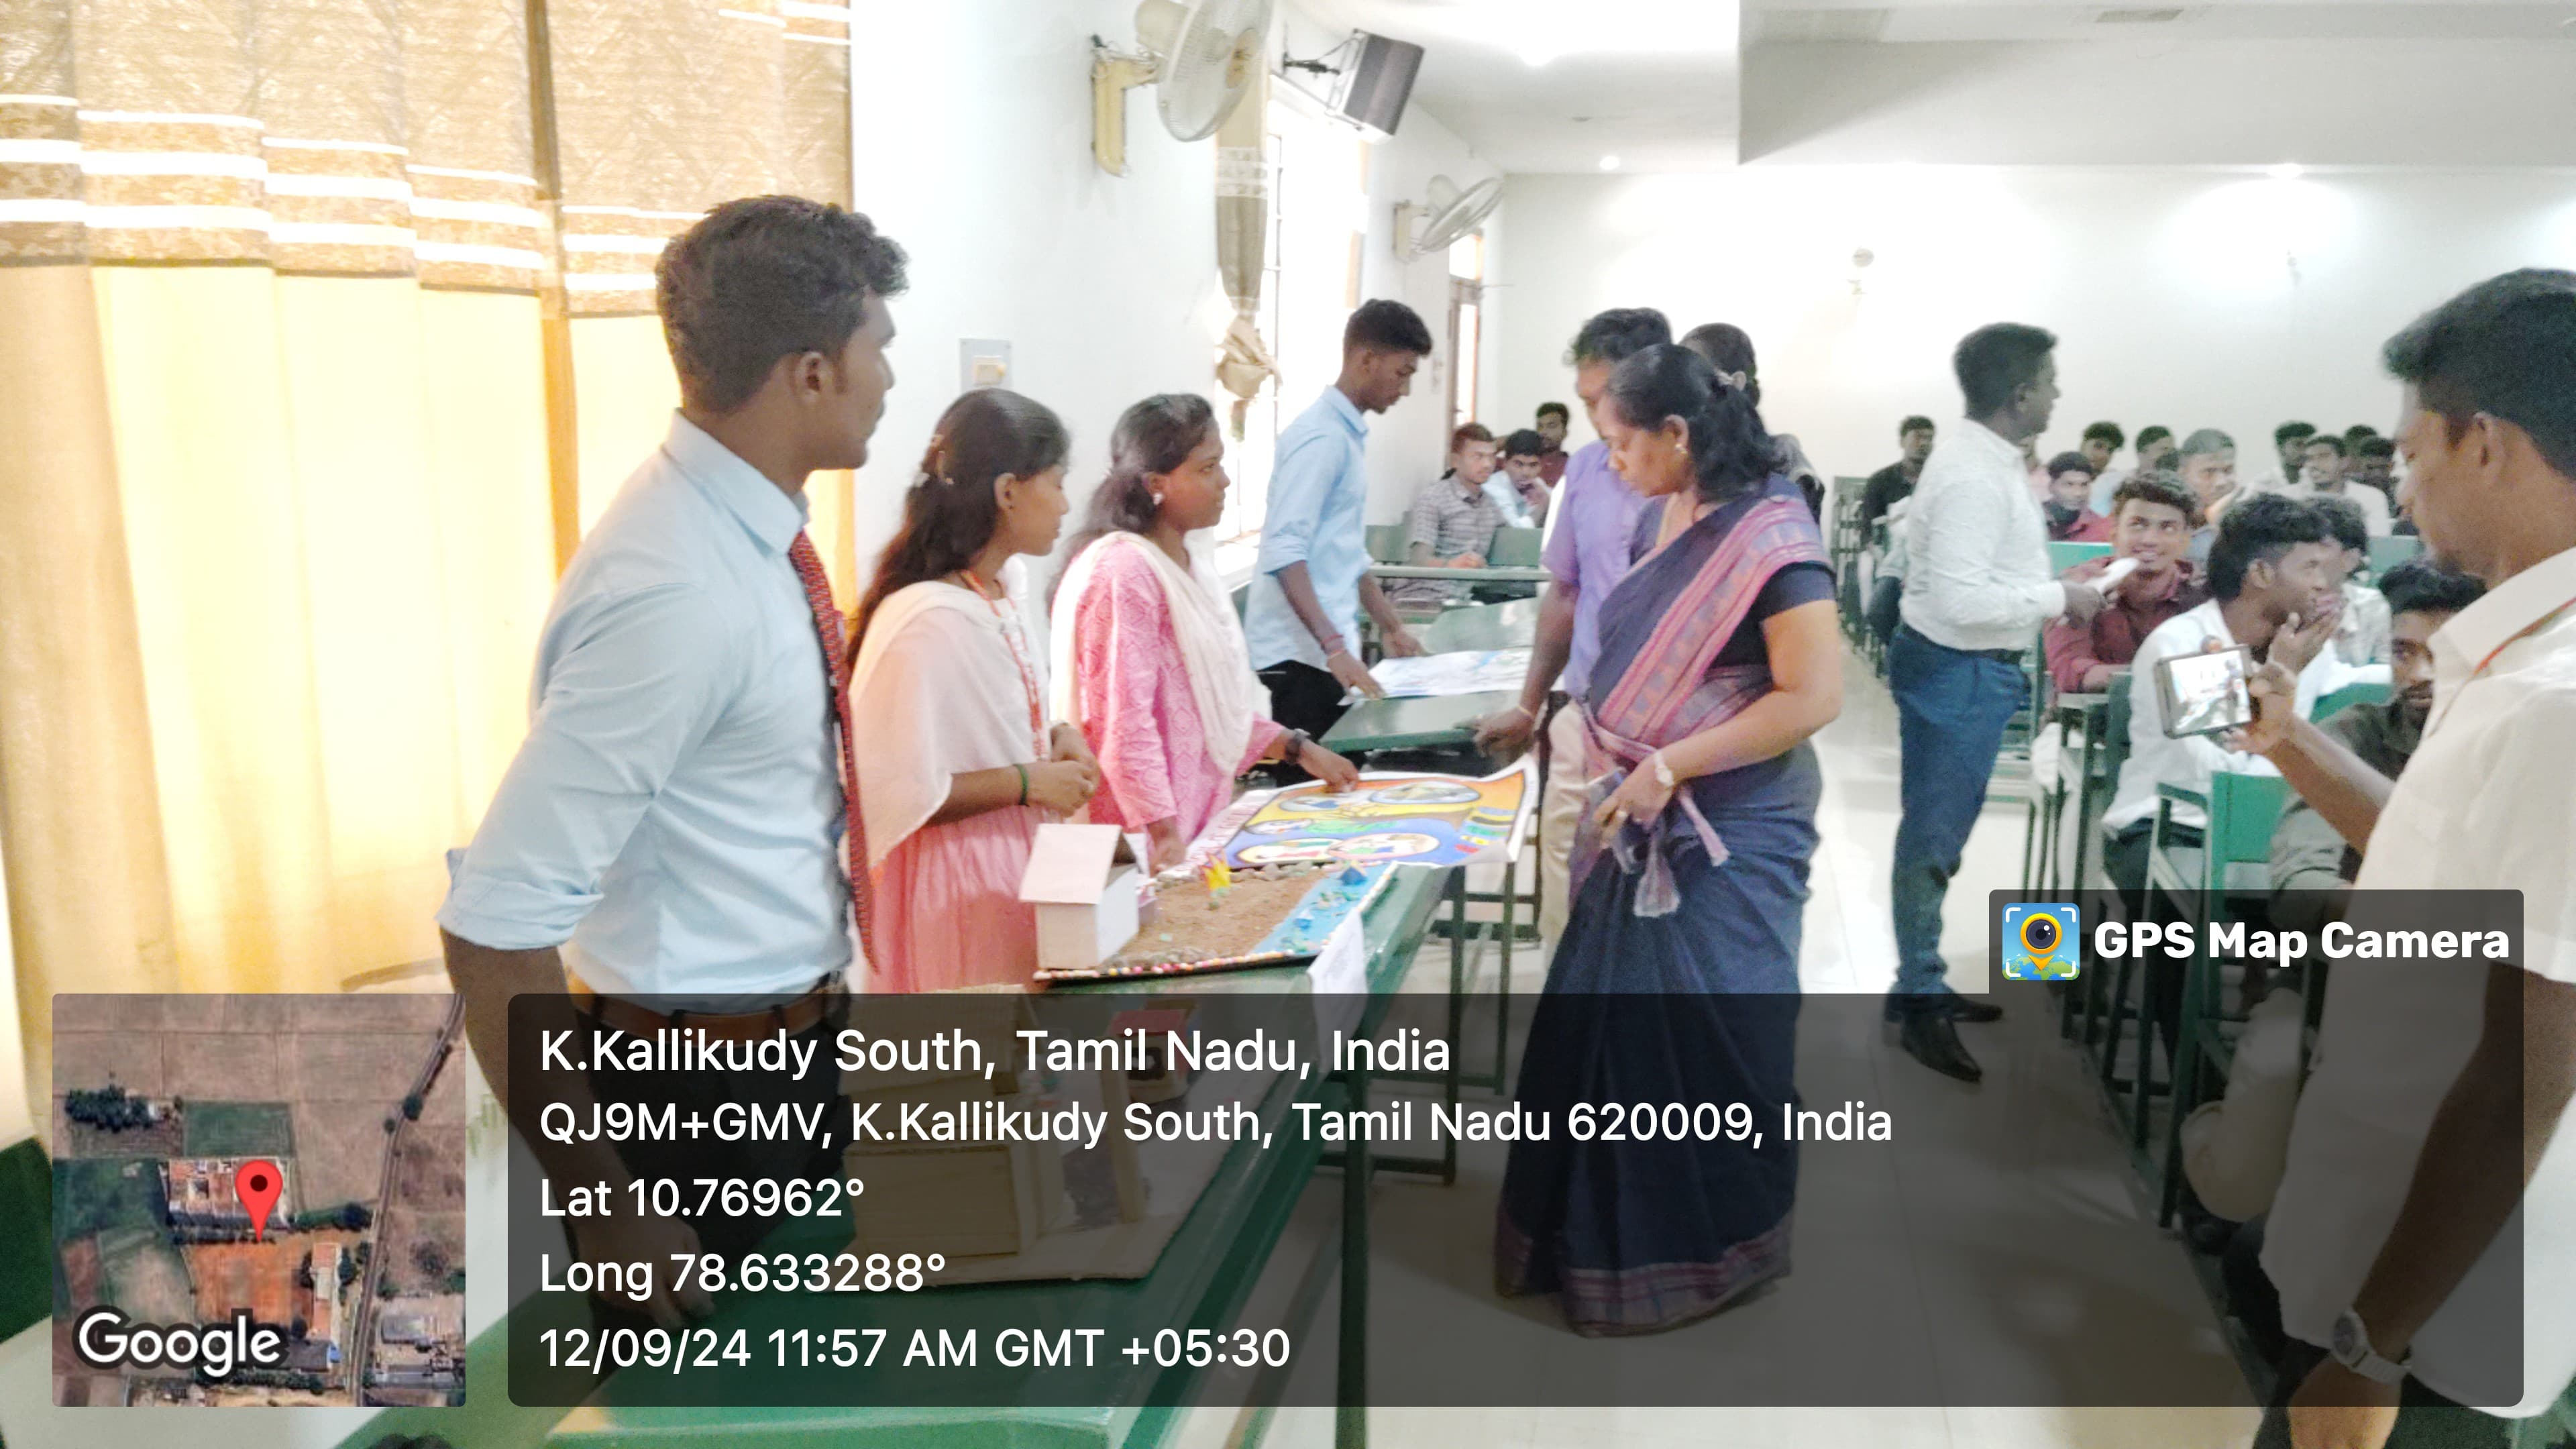 GPS Map Camera
K.Kallikudy South, Tamil Nadu, India
QJ9M+GMV, K.Kallikudy South, Tamil Nadu 620009, India
Lat 10.76962°
Long 78.633288°
12/09/24 11:57 AM GMT +05:30
Google